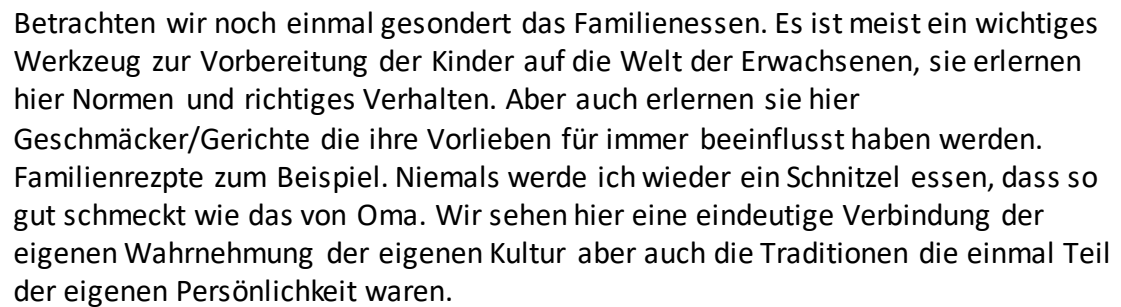 Betrachten wir noch einmal gesondert das Familienessen. Es ist meist ein wichtiges
Werkzeug zur Vorbereitung der Kinder auf die Welt der Erwachsenen, sie erlernen
hier Normen und richtiges Verhalten. Aber auch erlernen sie hier
Geschmäcker/Gerichte die ihre Vorlieben für immer beeinflusst haben werden.
Familienrezpte zum Beispiel. Niemals werde ich wieder ein Schnitzel essen, dass so
gut schmeckt wie das von Oma. Wir sehen hier eine eindeutige Verbindung der
eigenen Wahrnehmung der eigenen Kultur aber auch die Traditionen die einmal Teil
der eigenen Persönlichkeit waren.